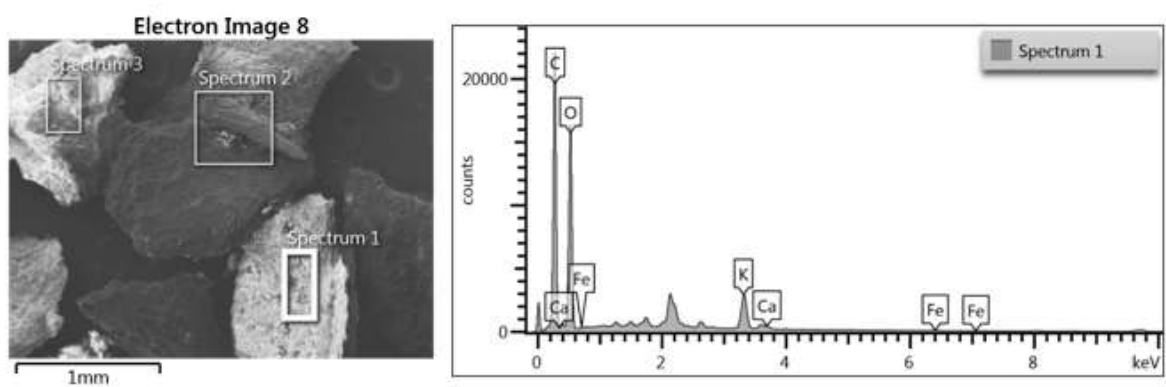 Electron Image 8
Spectrum 3
Spectrum 2
Spectrum 1
1mm
Spectrum 1
counts
20000
0
C
O
Fe
Ca
K
Ca
Fe
Fe
0
2
4
6
8
keV